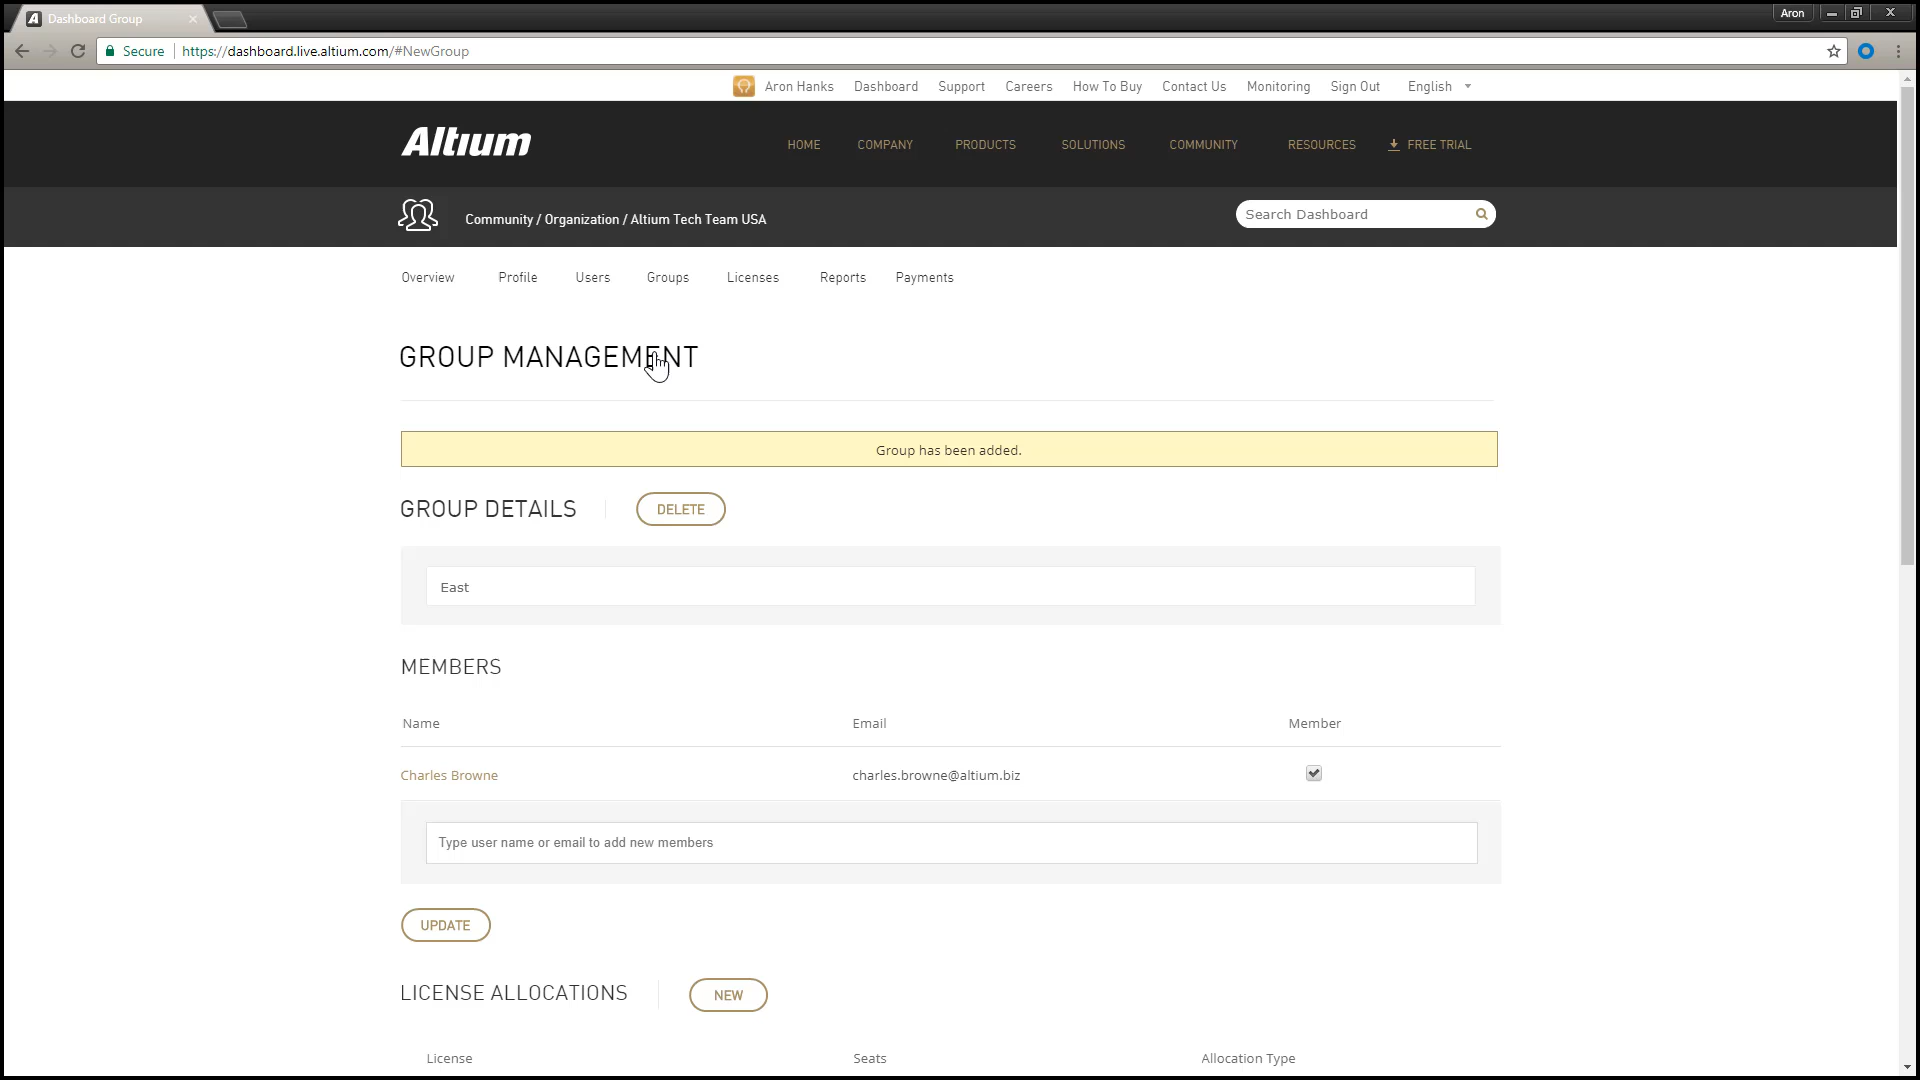 Dashboard Group
Aron
Secure
https://dashboard.live.altium.com/#NewGroup
Aron Hanks Dashboard Support Careers How To Buy Contact Us Monitoring Sign Out English
Altium
HOME COMPANY PRODUCTS SOLUTIONS COMMUNITY RESOURCES FREE TRIAL
Community / Organization / Altium Tech Team USA
Search Dashboard
Overview Profile Users Groups Licenses Reports Payments
GROUP MANAGEMENT
Group has been added.
GROUP DETAILS DELETE
East
MEMBERS
Name Email Member
Charles Browne charles.browne@altium.biz
Type user name or email to add new members
UPDATE
LICENSE ALLOCATIONS NEW
License Seats Allocation Type